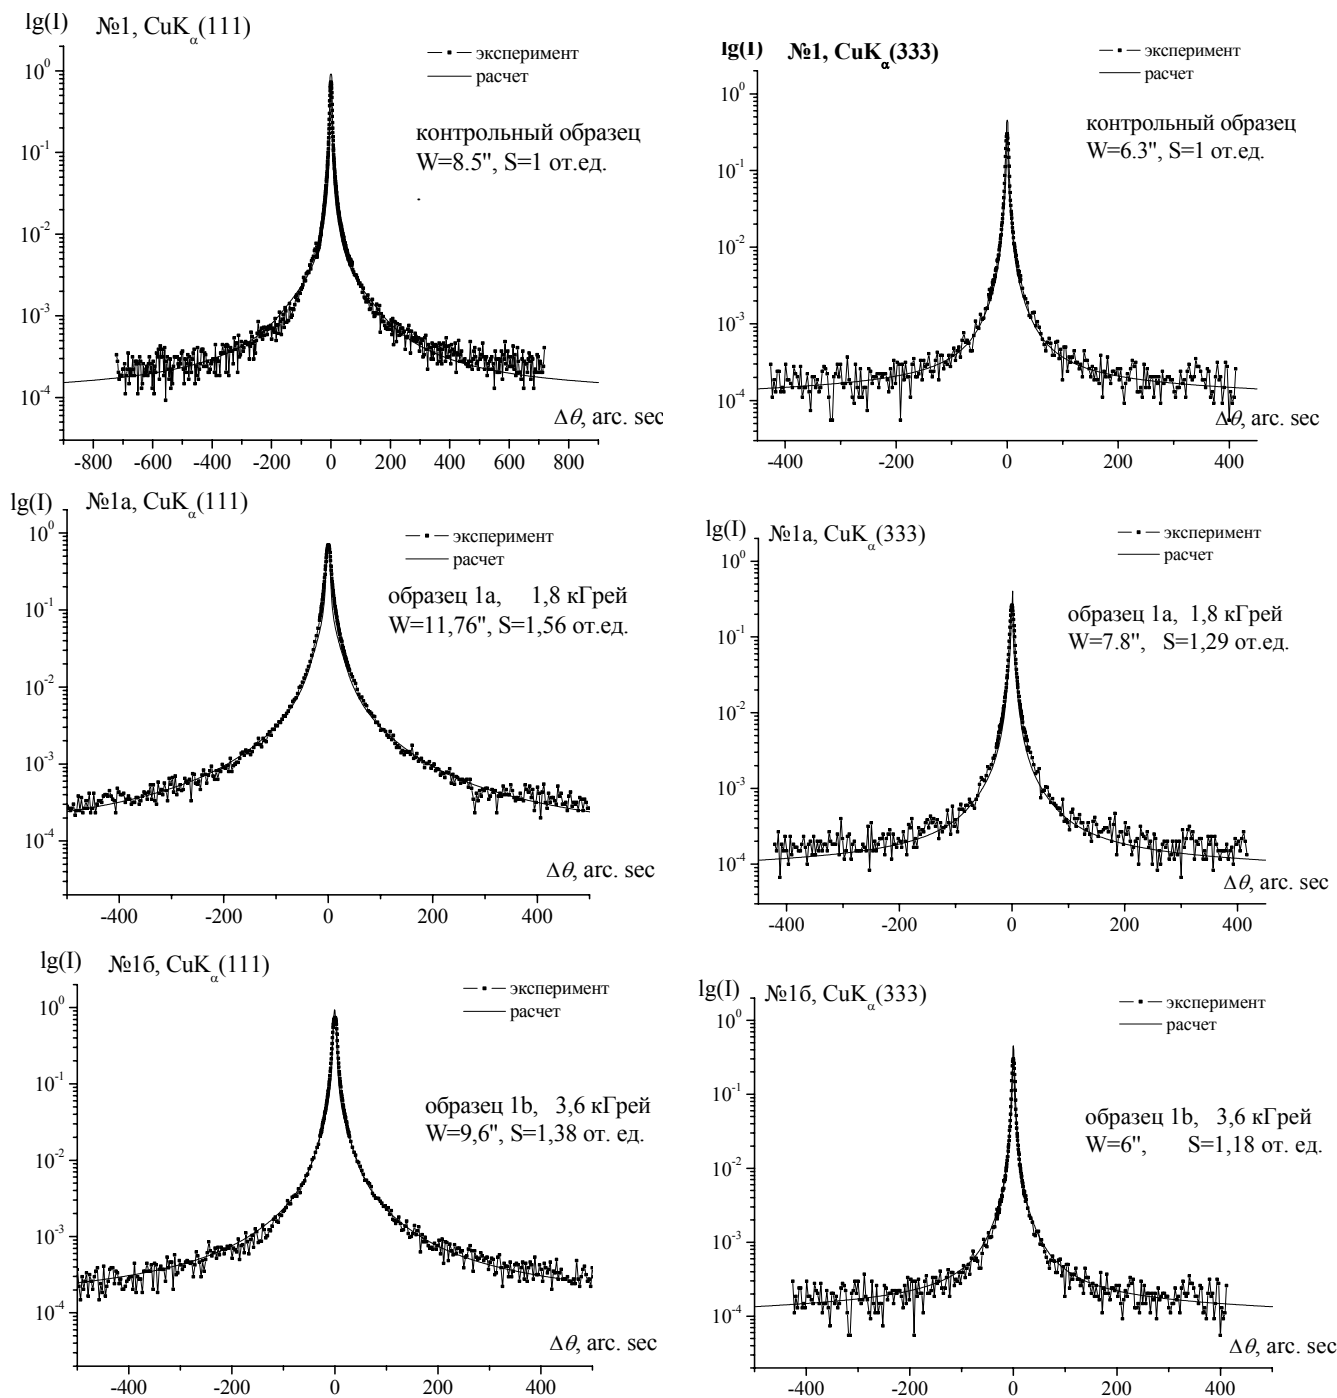 lg(I) №1, CuKα(111)
– ▪ – эксперимент
— расчет
10^0
контрольный образец
W=8.5", S=1 от.ед.
10^-1
10^-2
10^-3
10^-4
Δθ, arc. sec
-800 -600 -400 -200 0 200 400 600 800
lg(I) №1, CuKα(333)
– ▪ – эксперимент
— расчет
10^0
контрольный образец
W=6.3", S=1 от.ед.
10^-1
10^-2
10^-3
10^-4
Δθ, arc. sec
-400 -200 0 200 400
lg(I) №1а, CuKα(111)
– ▪ – эксперимент
— расчет
10^0
образец 1а, 1,8 кГрей
W=11,76", S=1,56 от.ед.
10^-1
10^-2
10^-3
10^-4
Δθ, arc. sec
-400 -200 0 200 400
lg(I) №1а, CuKα(333)
– ▪ – эксперимент
— расчет
10^0
образец 1а, 1,8 кГрей
W=7.8", S=1,29 от.ед.
10^-1
10^-2
10^-3
10^-4
Δθ, arc. sec
-400 -200 0 200 400
lg(I) №1б, CuKα(111)
– ▪ – эксперимент
— расчет
10^0
10^-1
образец 1b, 3,6 кГрей
W=9,6", S=1,38 от. ед.
10^-2
10^-3
10^-4
Δθ, arc. sec
-400 -200 0 200 400
lg(I) №1б, CuKα(333)
– ▪ – эксперимент
— расчет
10^0
10^-1
образец 1b, 3,6 кГрей
W=6", S=1,18 от. ед.
10^-2
10^-3
10^-4
Δθ, arc. sec
-400 -200 0 200 400